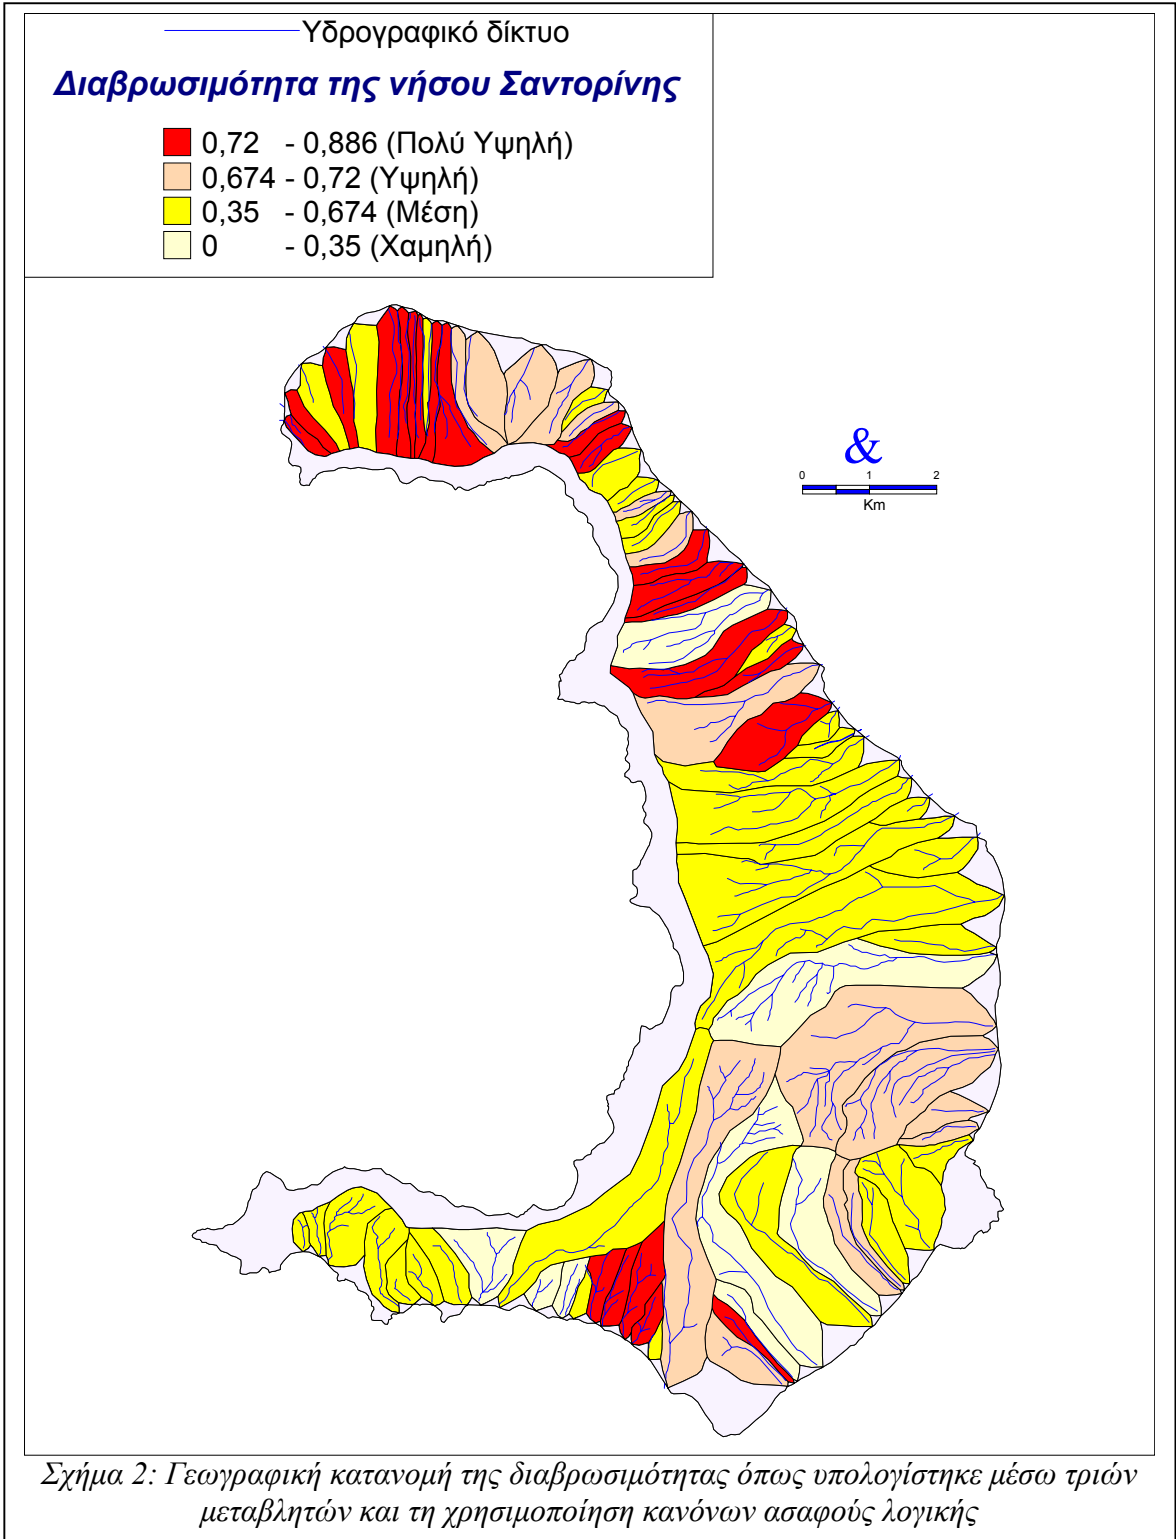 Υδρογραφικό δίκτυο
Διαβρωσιμότητα της νήσου Σαντορίνης
0,72 - 0,886 (Πολύ Υψηλή)
0,674 - 0,72 (Υψηλή)
0,35 - 0,674 (Μέση)
0 - 0,35 (Χαμηλή)
&
0 1 2
Km
Σχήμα 2: Γεωγραφική κατανομή της διαβρωσιμότητας όπως υπολογίστηκε μέσω τριών
μεταβλητών και τη χρησιμοποίηση κανόνων ασαφούς λογικής